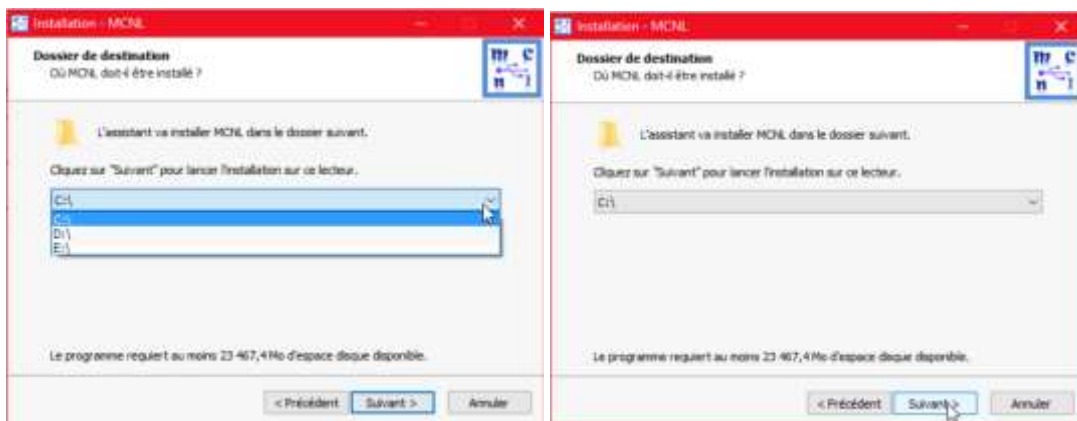 Installation - MCNL
Dossier de destination
Où MCNL doit-il être installé ?
m c
n l
L'assistant va installer MCNL dans le dossier suivant.
Cliquez sur "Suivant" pour lancer l'installation sur ce lecteur.
C:\
C:\
D:\
E:\
Le programme requiert au moins 23 467,4 Mo d'espace disque disponible.
< Précédent
Suivant >
Annuler
Installation - MCNL
Dossier de destination
Où MCNL doit-il être installé ?
m c
n l
L'assistant va installer MCNL dans le dossier suivant.
Cliquez sur "Suivant" pour lancer l'installation sur ce lecteur.
C:\
Le programme requiert au moins 23 467,4 Mo d'espace disque disponible.
< Précédent
Suivant >
Annuler